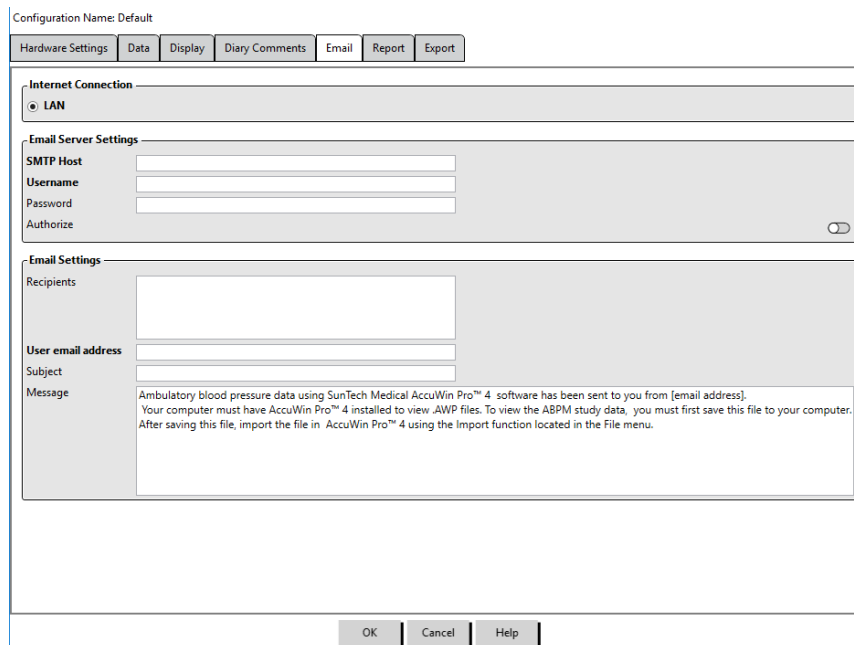 Configuration Name: Default
Hardware Settings Data Display Diary Comments Email Report Export
Internet Connection
LAN
Email Server Settings
SMTP Host
Username
Password
Authorize
Email Settings
Recipients
User email address
Subject
Message
Ambulatory blood pressure data using SunTech Medical AccuWin Pro™ 4 software has been sent to you from [email address].
Your computer must have AccuWin Pro™ 4 installed to view .AWP files. To view the ABPM study data, you must first save this file to your computer.
After saving this file, import the file in AccuWin Pro™ 4 using the Import function located in the File menu.
OK Cancel Help